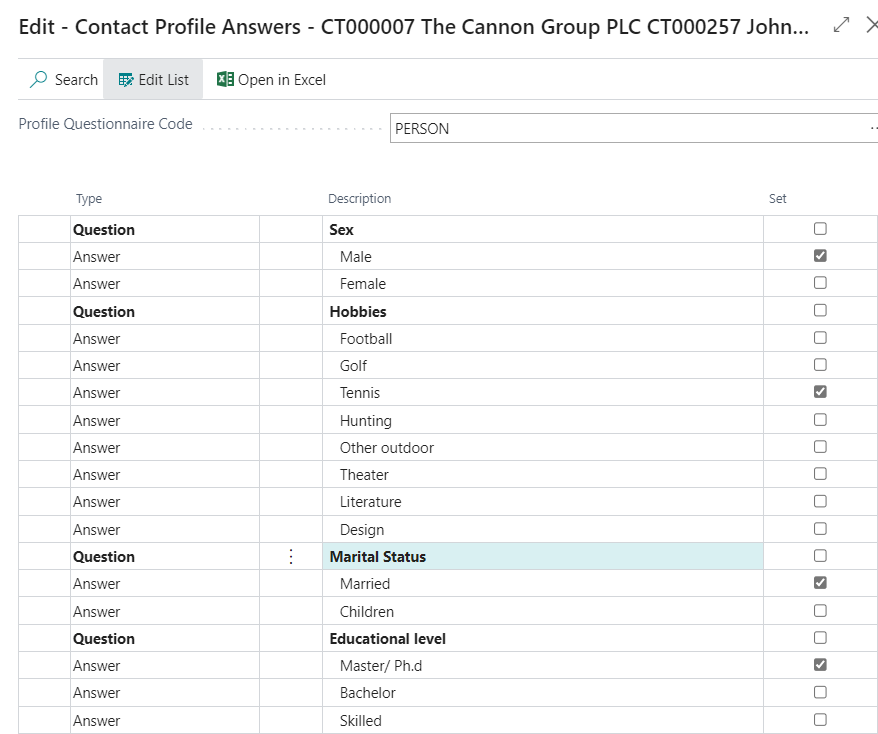 Edit - Contact Profile Answers - CT000007 The Cannon Group PLC CT000257 John...
Search Edit List Open in Excel
Profile Questionnaire Code PERSON
Type Description Set
Question Sex
Answer Male
Answer Female
Question Hobbies
Answer Football
Answer Golf
Answer Tennis
Answer Hunting
Answer Other outdoor
Answer Theater
Answer Literature
Answer Design
Question Marital Status
Answer Married
Answer Children
Question Educational level
Answer Master/ Ph.d
Answer Bachelor
Answer Skilled